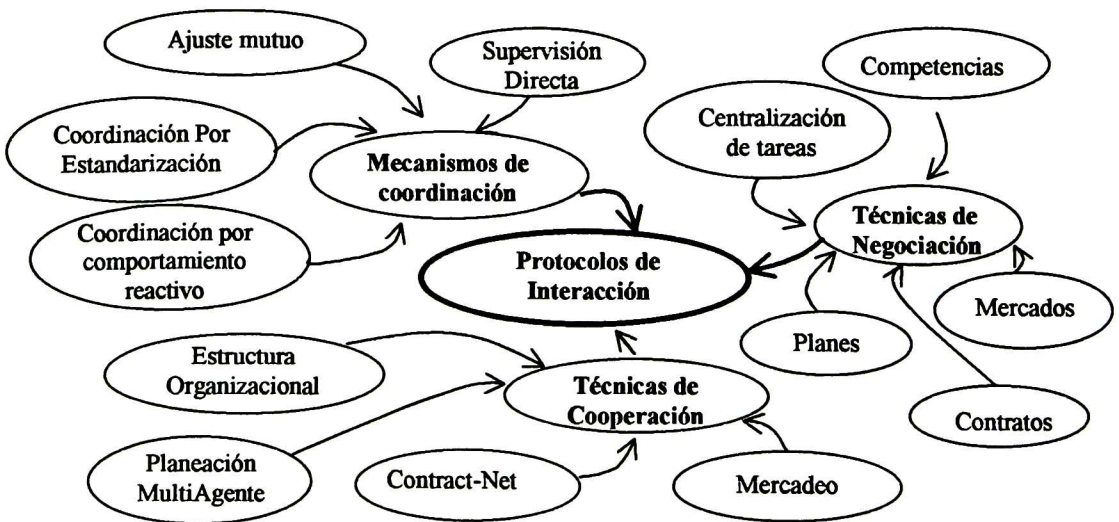 Ajuste mutuo
Supervisión
Directa
Competencias
Centralización
de tareas
Coordinación Por
Estandarización
Mecanismos de
coordinación
Técnicas de
Negociación
Coordinación por
comportamiento
reactivo
Protocolos de
Interacción
Mercados
Planes
Estructura
Organizacional
Técnicas de
Cooperación
Contratos
Planeación
MultiAgente
Contract-Net
Mercadeo